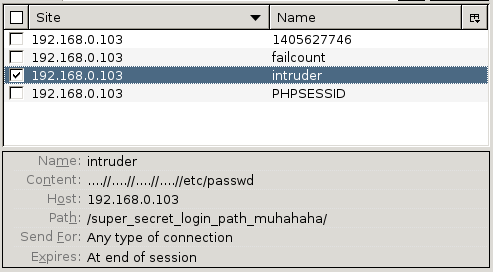 Site Name
192.168.0.103 1405627746
192.168.0.103 failcount
192.168.0.103 intruder
192.168.0.103 PHPSESSID
Name: intruder
Content: ....//....//....//....//etc/passwd
Host: 192.168.0.103
Path: /super_secret_login_path_muhahaha/
Send For: Any type of connection
Expires: At end of session